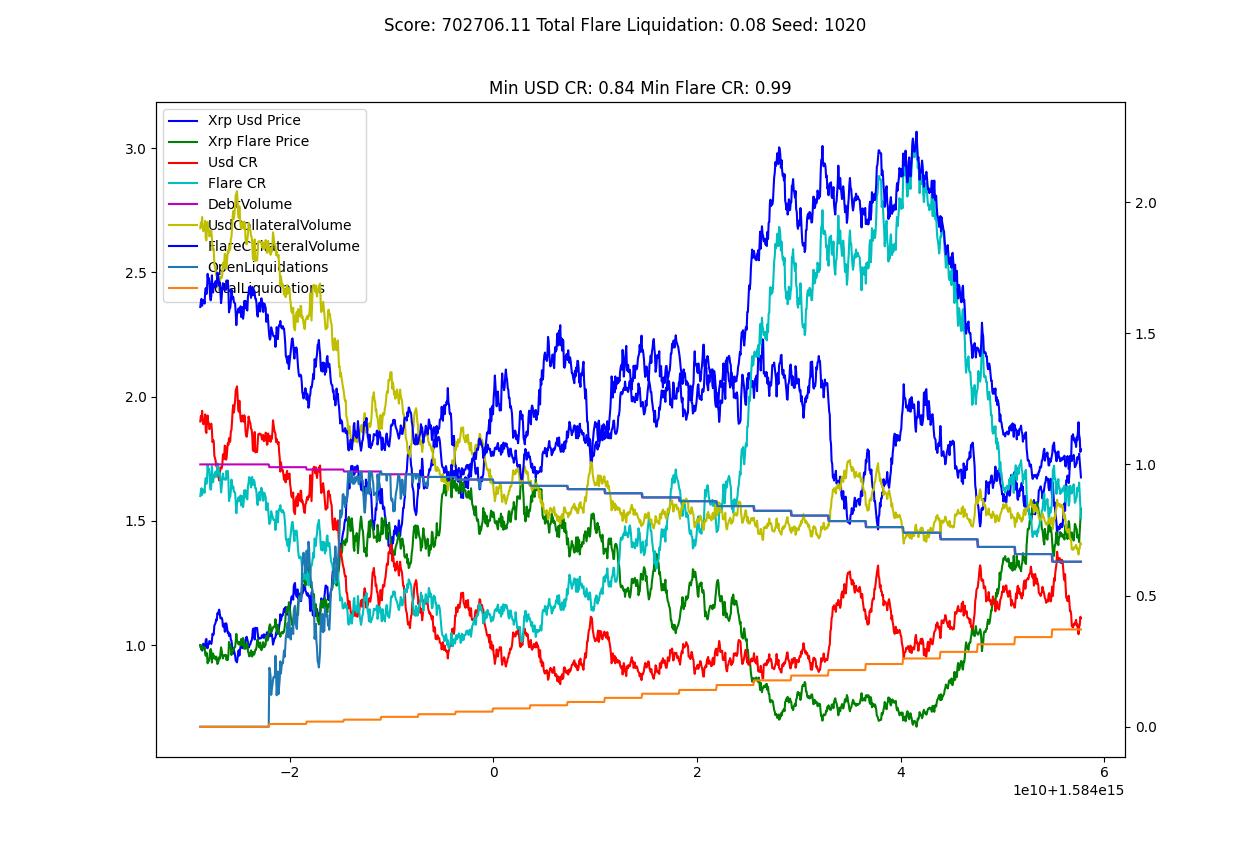 Score: 702706.11 Total Flare Liquidation: 0.08 Seed: 1020
Min USD CR: 0.84 Min Flare CR: 0.99
Xrp Usd Price
Xrp Flare Price
Usd CR
Flare CR
DebtVolume
UsdCollateralVolume
FlareCollateralVolume
OpenLiquidations
TotalLiquidations
3.0
2.5
2.0
1.5
1.0
2.0
1.5
1.0
0.5
0.0
−2
0
2
4
6
1e10+1.584e15